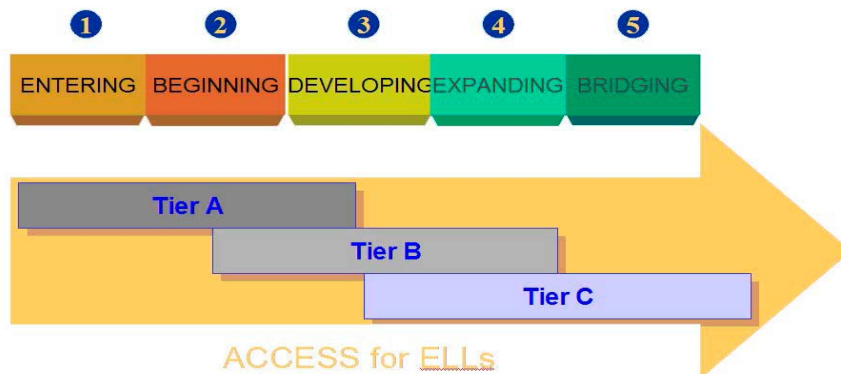 1 2 3 4 5
ENTERING BEGINNING DEVELOPING EXPANDING BRIDGING
Tier A
Tier B
Tier C
ACCESS for ELLs